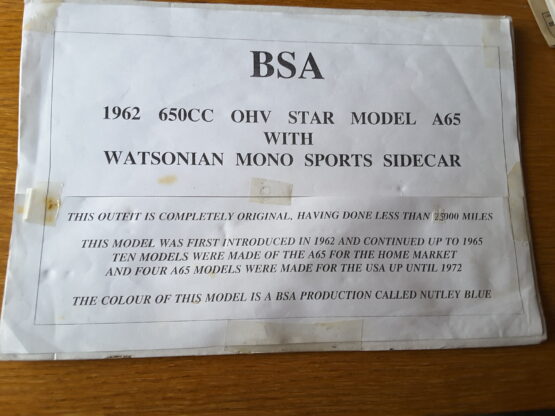 BSA
1962 650CC OHV STAR MODEL A65
WITH
WATSONIAN MONO SPORTS SIDECAR
THIS OUTFIT IS COMPLETELY ORIGINAL, HAVING DONE LESS THAN 25000 MILES
THIS MODEL WAS FIRST INTRODUCED IN 1962 AND CONTINUED UP TO 1965
TEN MODELS WERE MADE OF THE A65 FOR THE HOME MARKET
AND FOUR A65 MODELS WERE MADE FOR THE USA UP UNTIL 1972
THE COLOUR OF THIS MODEL IS A BSA PRODUCTION CALLED NUTLEY BLUE